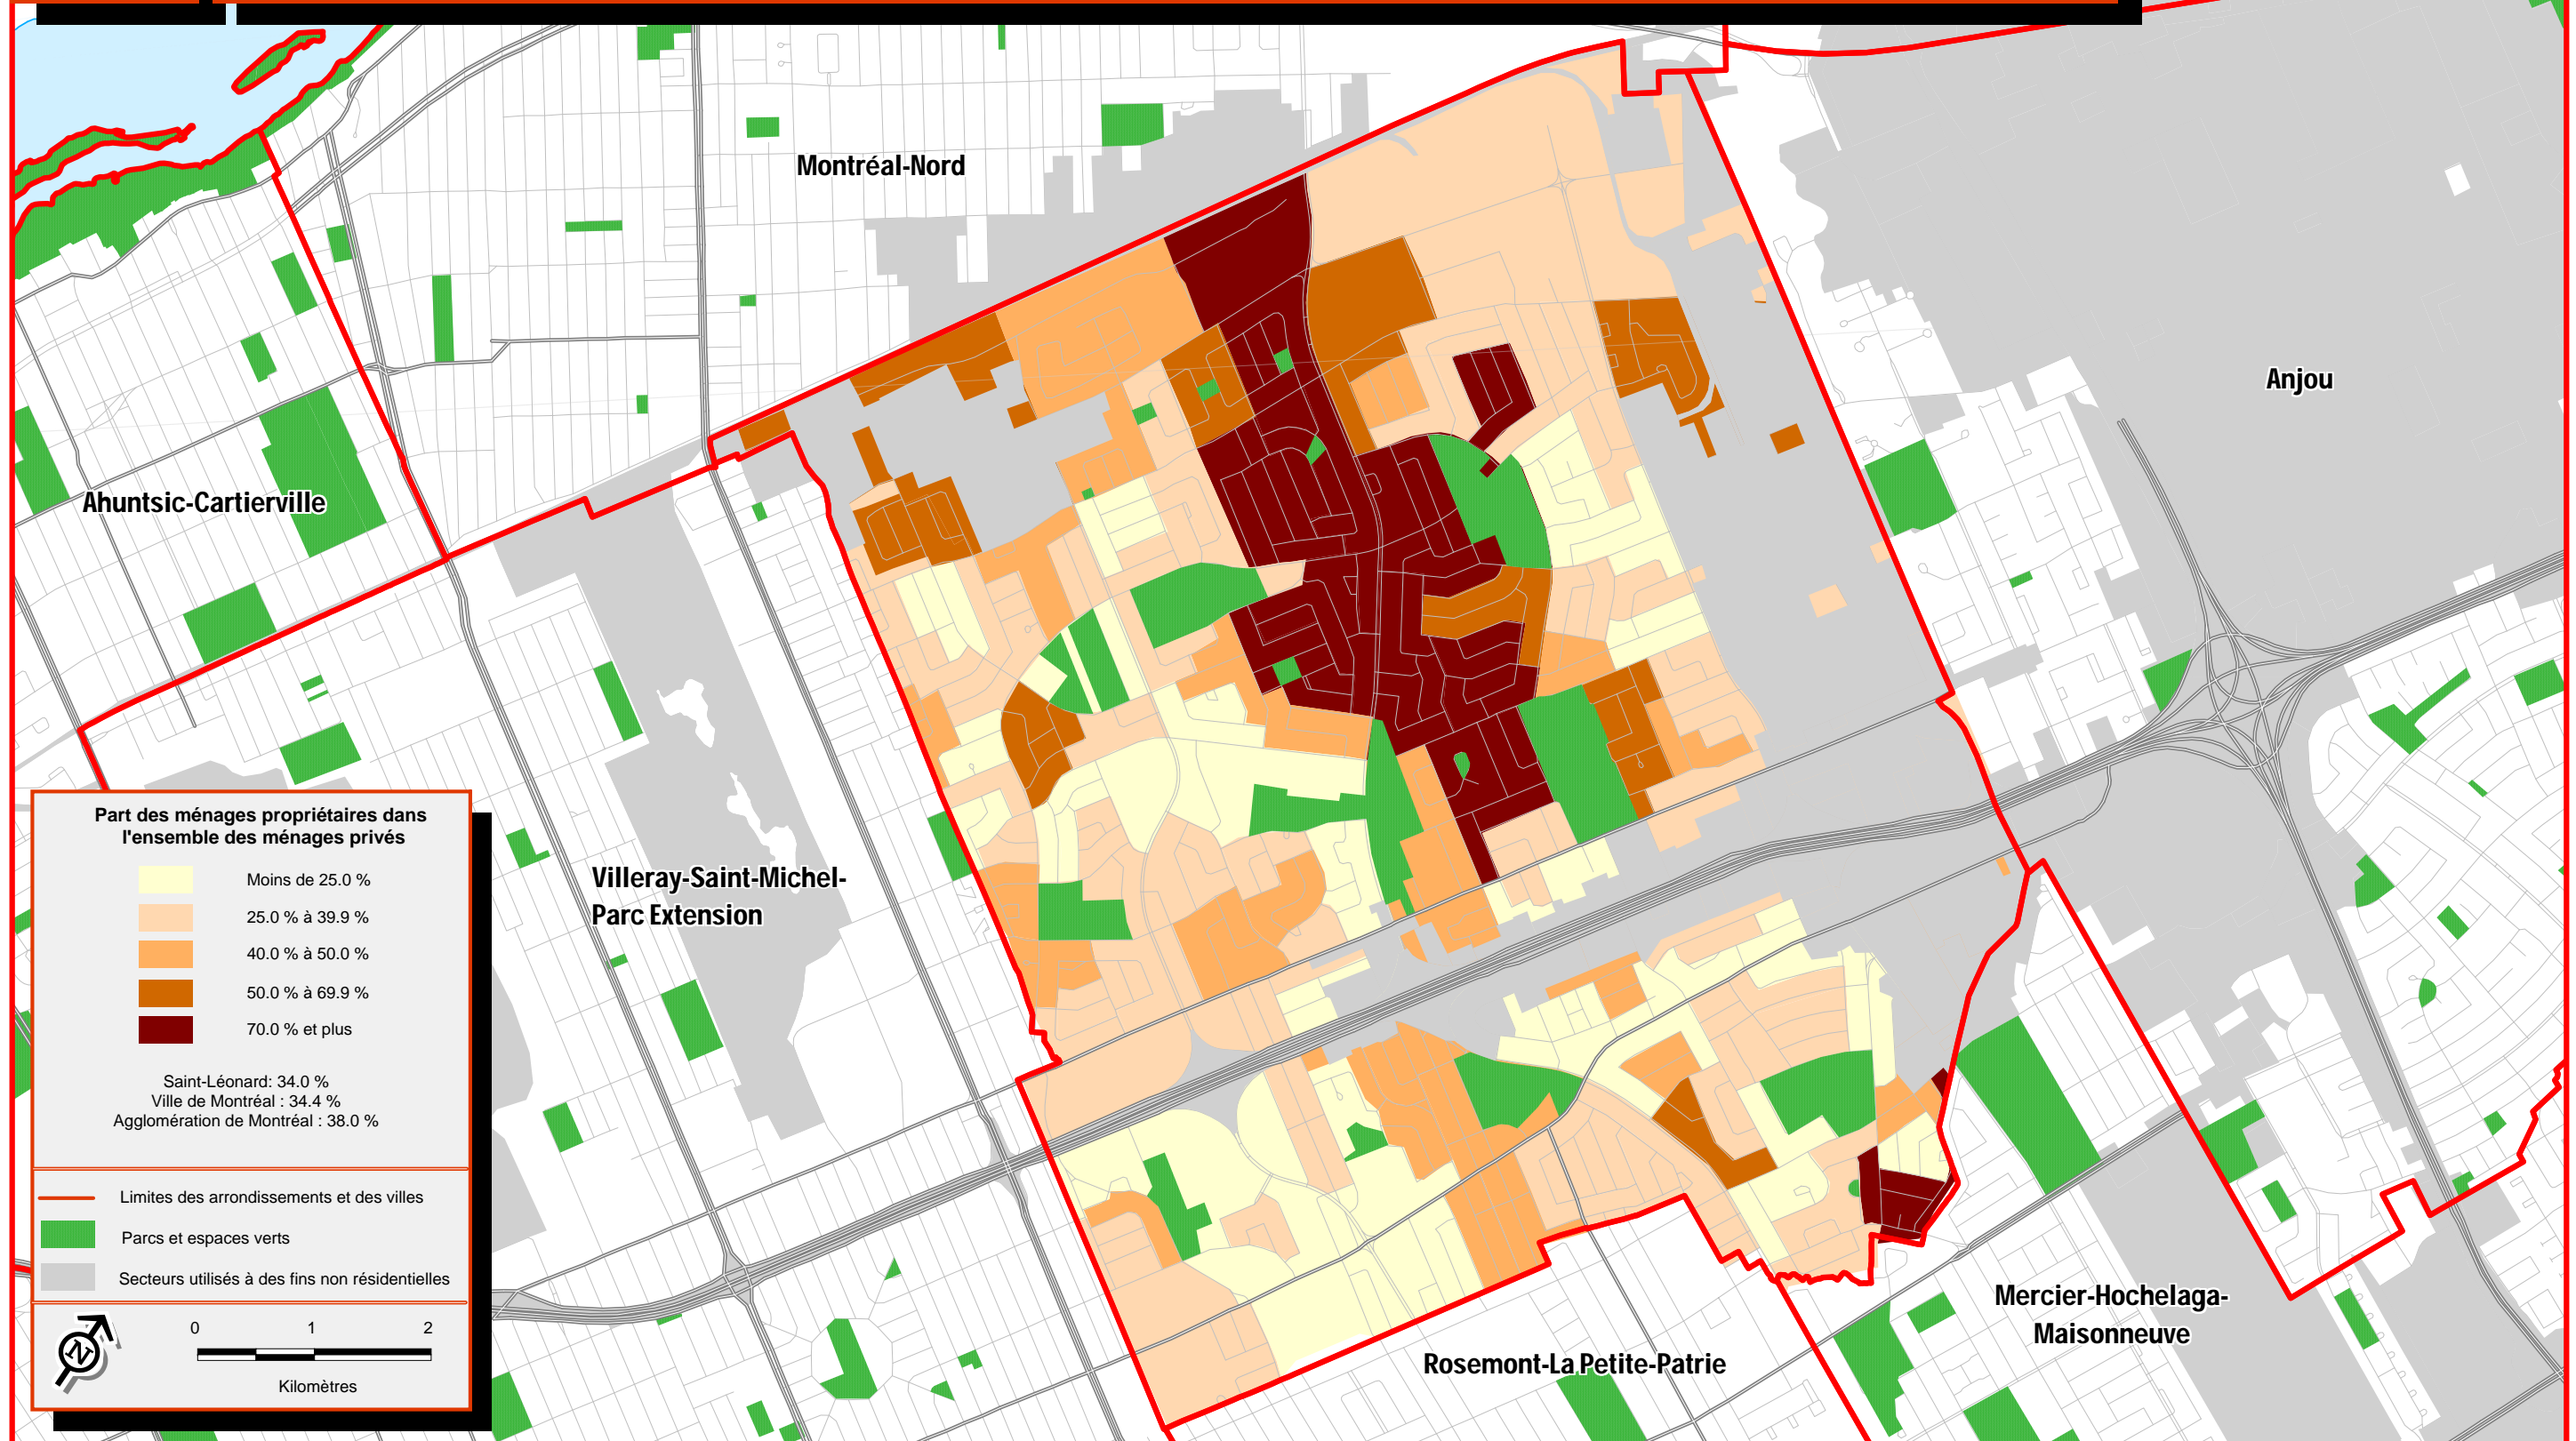 Montréal-Nord
Anjou
Ahuntsic-Cartierville
Villeray-Saint-Michel-
Parc Extension
Part des ménages propriétaires dans
l'ensemble des ménages privés
Moins de 25.0 %
25.0 % à 39.9 %
40.0 % à 50.0 %
50.0 % à 69.9 %
70.0 % et plus
Saint-Léonard: 34.0 %
Ville de Montréal : 34.4 %
Agglomération de Montréal : 38.0 %
Limites des arrondissements et des villes
Parcs et espaces verts
Secteurs utilisés à des fins non résidentielles
N
0 1 2
Kilomètres
Mercier-Hochelaga-
Maisonneuve
Rosemont-La Petite-Patrie